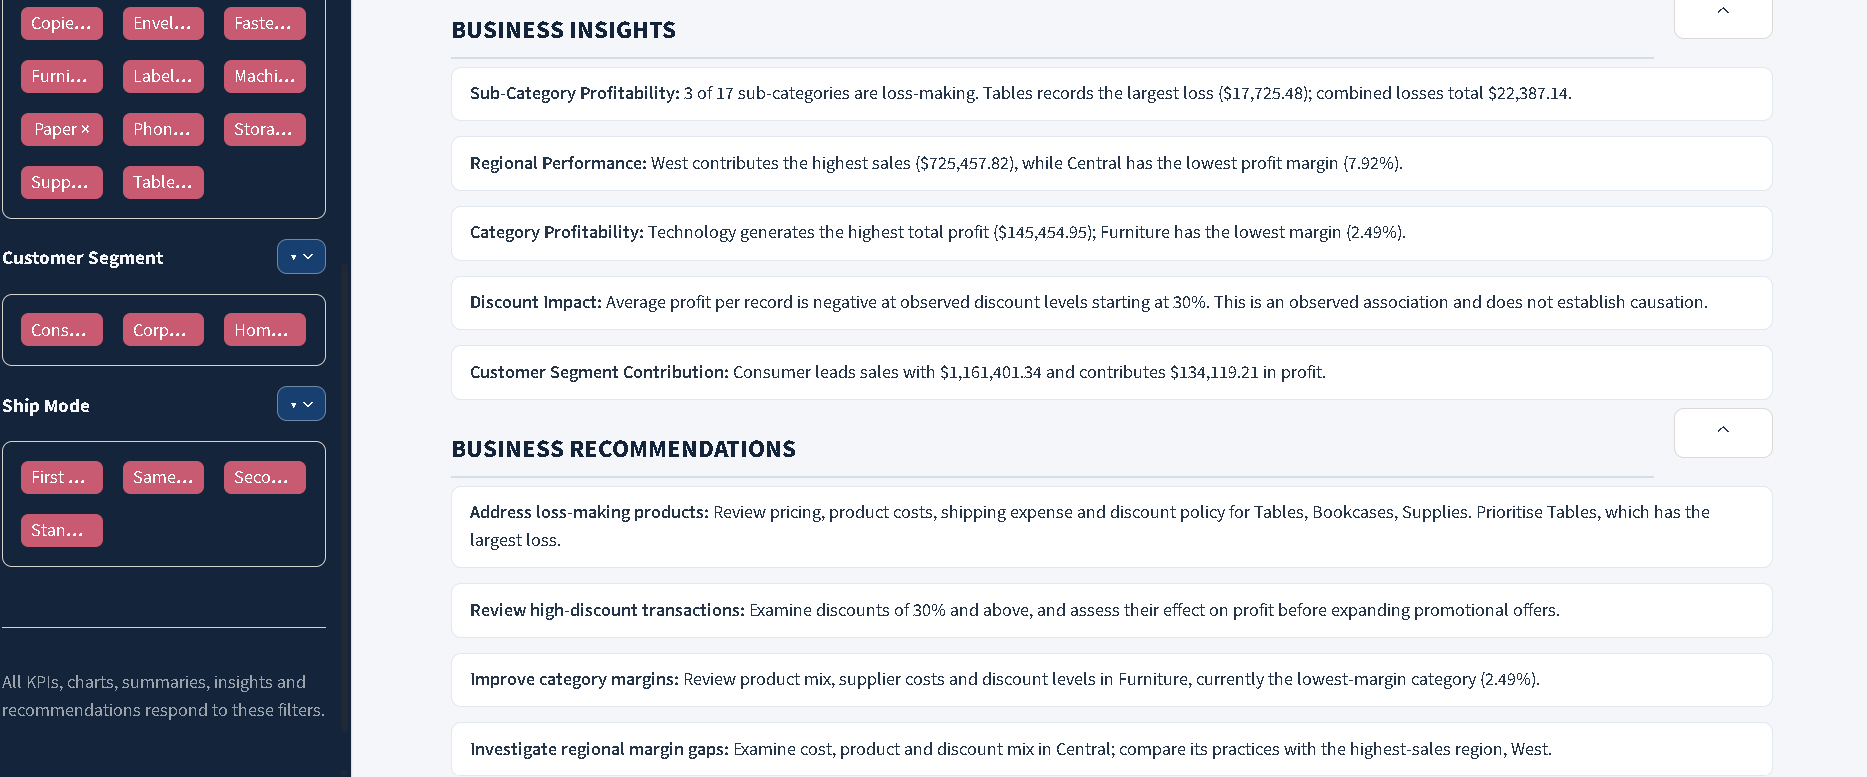 Copie...
Envel...
Faste...
Furni...
Label...
Machi...
Paper ×
Phon...
Stora...
Supp...
Table...
Customer Segment
Cons...
Corp...
Hom...
Ship Mode
First ...
Same...
Seco...
Stan...
All KPIs, charts, summaries, insights and
recommendations respond to these filters.
BUSINESS INSIGHTS
Sub-Category Profitability: 3 of 17 sub-categories are loss-making. Tables records the largest loss ($17,725.48); combined losses total $22,387.14.
Regional Performance: West contributes the highest sales ($725,457.82), while Central has the lowest profit margin (7.92%).
Category Profitability: Technology generates the highest total profit ($145,454.95); Furniture has the lowest margin (2.49%).
Discount Impact: Average profit per record is negative at observed discount levels starting at 30%. This is an observed association and does not establish causation.
Customer Segment Contribution: Consumer leads sales with $1,161,401.34 and contributes $134,119.21 in profit.
BUSINESS RECOMMENDATIONS
Address loss-making products: Review pricing, product costs, shipping expense and discount policy for Tables, Bookcases, Supplies. Prioritise Tables, which has the
largest loss.
Review high-discount transactions: Examine discounts of 30% and above, and assess their effect on profit before expanding promotional offers.
Improve category margins: Review product mix, supplier costs and discount levels in Furniture, currently the lowest-margin category (2.49%).
Investigate regional margin gaps: Examine cost, product and discount mix in Central; compare its practices with the highest-sales region, West.